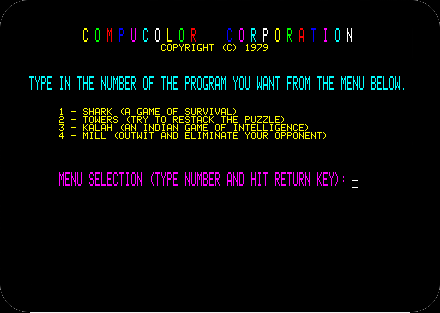 COMPUCOLOR CORPORATION
COPYRIGHT (C) 1979
TYPE IN THE NUMBER OF THE PROGRAM YOU WANT FROM THE MENU BELOW.
1 - SHARK (A GAME OF SURVIVAL)
2 - TOWERS (TRY TO RESTACK THE PUZZLE)
3 - KALAH (AN INDIAN GAME OF INTELLIGENCE)
4 - MILL (OUTWIT AND ELIMINATE YOUR OPPONENT)
MENU SELECTION (TYPE NUMBER AND HIT RETURN KEY): _